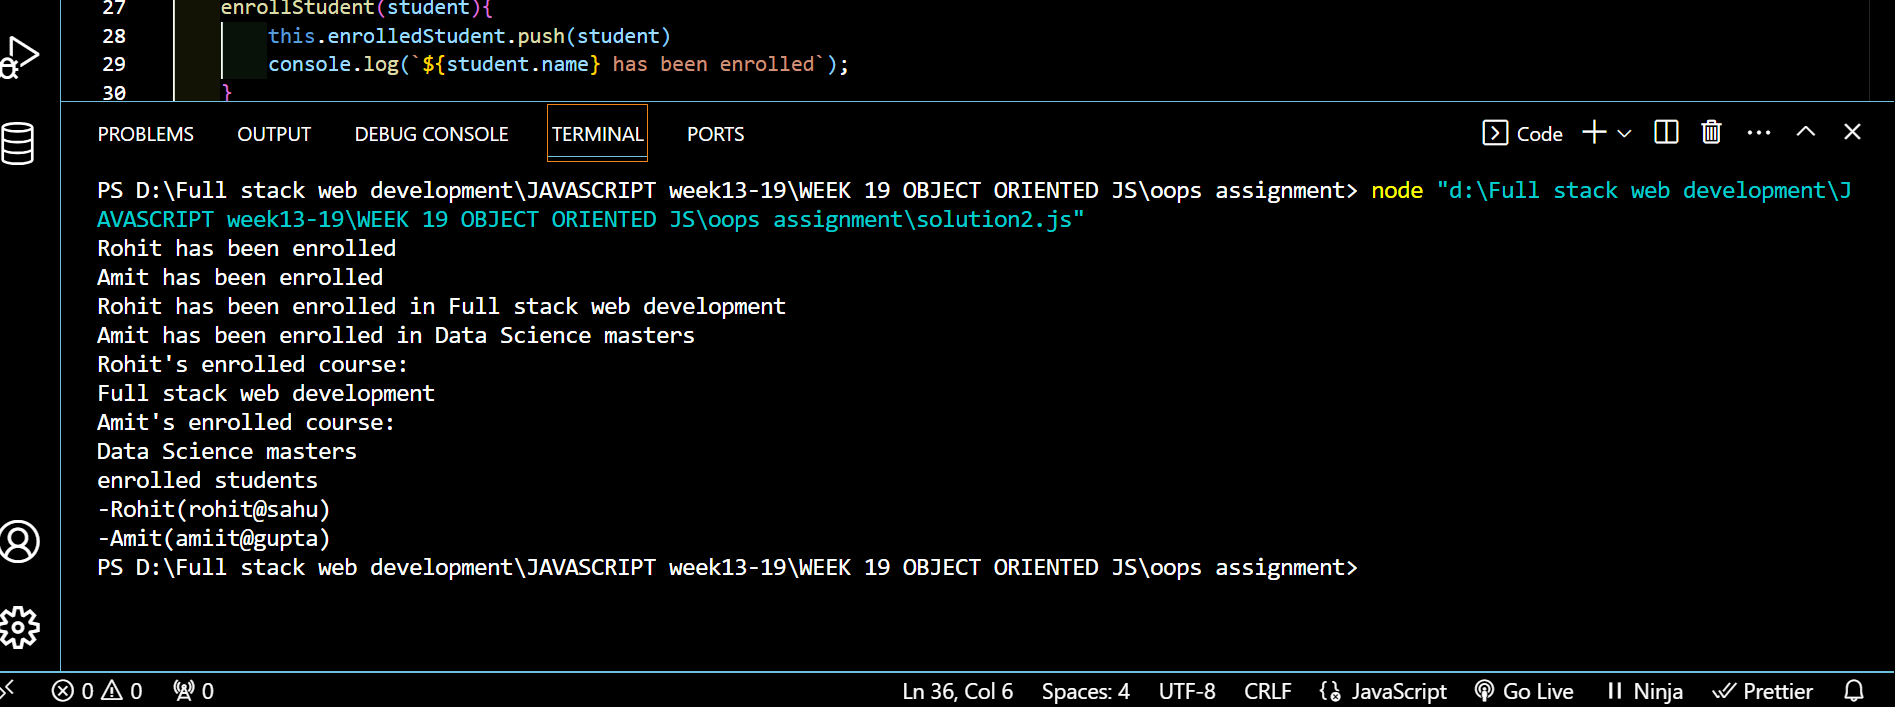 27 enrollStudent(student){
28 this.enrolledStudent.push(student)
29 console.log(`${student.name} has been enrolled`);
30 }
PROBLEMS OUTPUT DEBUG CONSOLE TERMINAL PORTS Code
PS D:\Full stack web development\JAVASCRIPT week13-19\WEEK 19 OBJECT ORIENTED JS\oops assignment> node "d:\Full stack web development\J
AVASCRIPT week13-19\WEEK 19 OBJECT ORIENTED JS\oops assignment\solution2.js"
Rohit has been enrolled
Amit has been enrolled
Rohit has been enrolled in Full stack web development
Amit has been enrolled in Data Science masters
Rohit's enrolled course:
Full stack web development
Amit's enrolled course:
Data Science masters
enrolled students
-Rohit(rohit@sahu)
-Amit(amiit@gupta)
PS D:\Full stack web development\JAVASCRIPT week13-19\WEEK 19 OBJECT ORIENTED JS\oops assignment>
0 0 0 Ln 36, Col 6 Spaces: 4 UTF-8 CRLF JavaScript Go Live Ninja Prettier